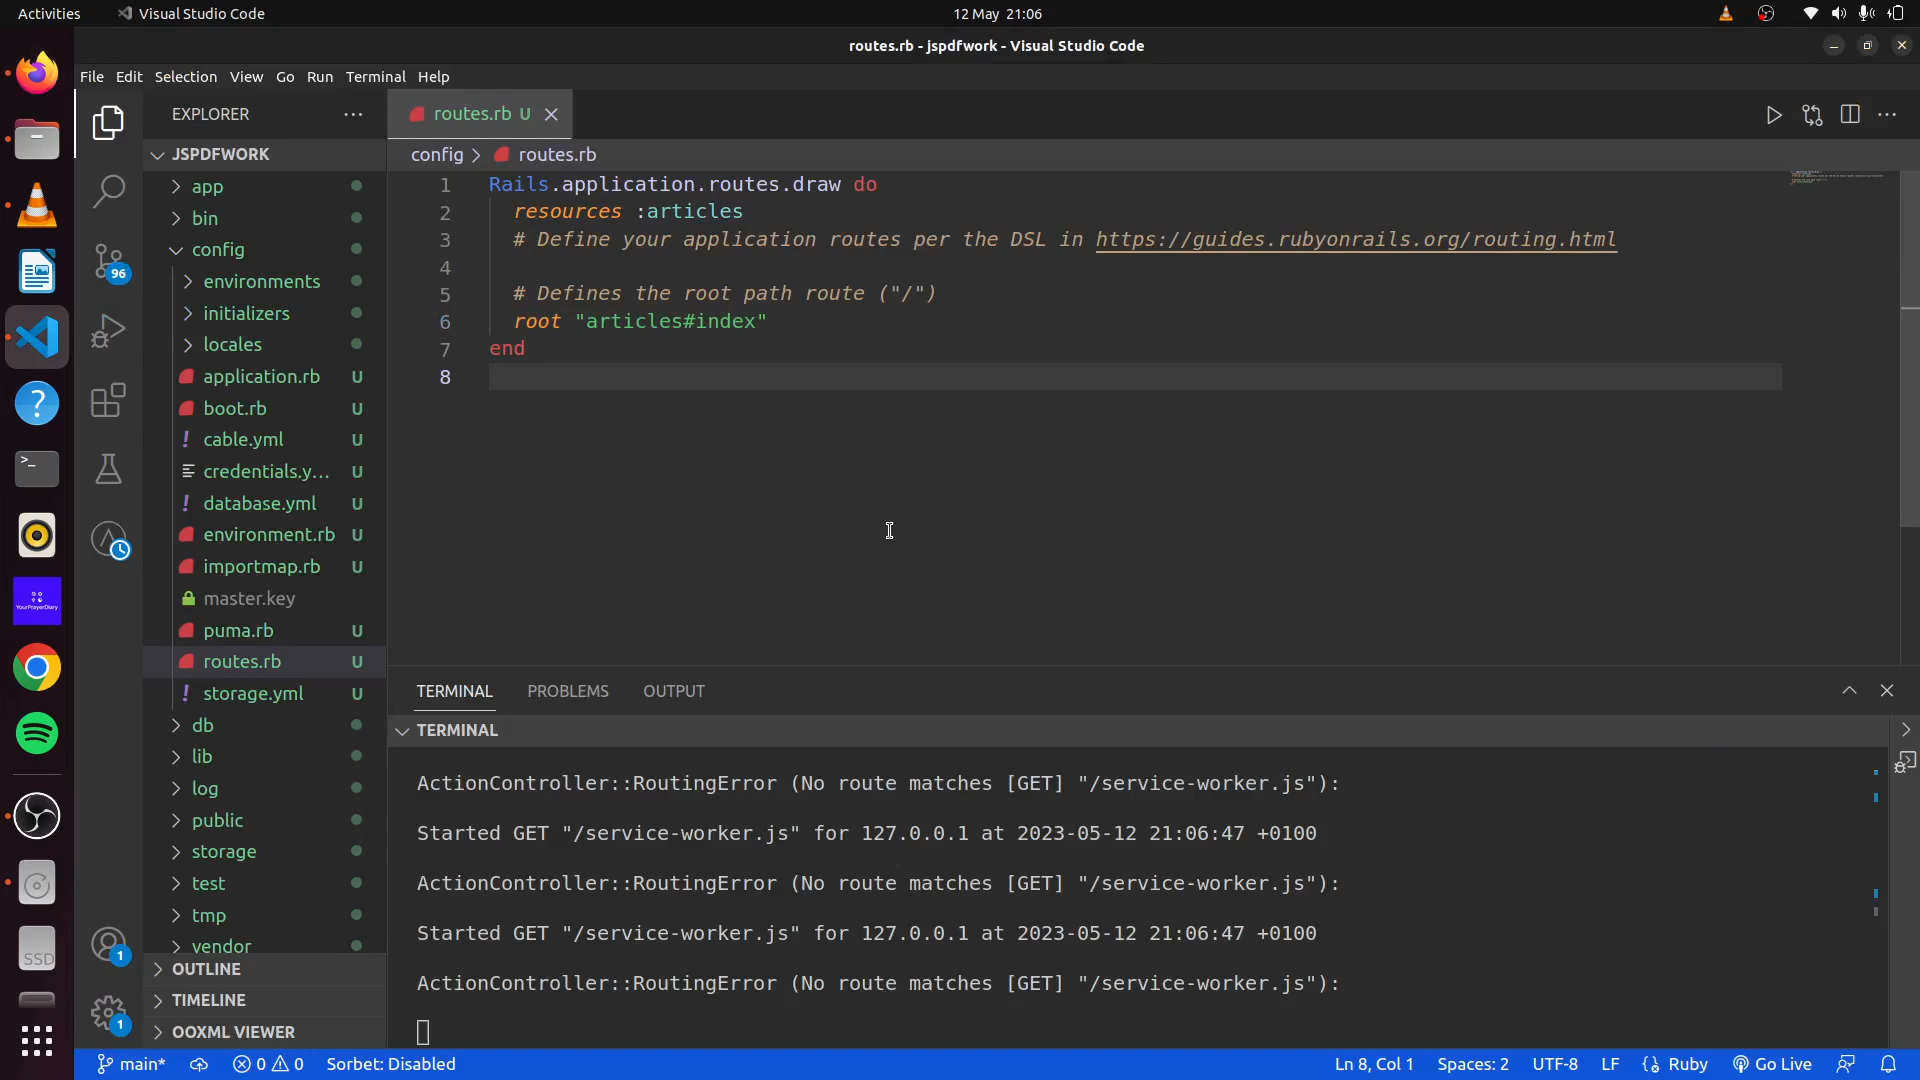 Activities
Visual Studio Code
12 May 21:06
routes.rb - jspdfwork - Visual Studio Code
File Edit Selection View Go Run Terminal Help
EXPLORER
routes.rb U
JSPDFWORK
config > routes.rb
app
bin
config
environments
initializers
locales
application.rb U
boot.rb U
cable.yml U
credentials.y... U
database.yml U
environment.rb U
importmap.rb U
master.key
puma.rb U
routes.rb U
storage.yml U
db
lib
log
public
storage
test
tmp
vendor
OUTLINE
TIMELINE
OOXML VIEWER
96
1
1
YourPrayerDiary
SSD
1 Rails.application.routes.draw do
2 resources :articles
3 # Define your application routes per the DSL in https://guides.rubyonrails.org/routing.html
4
5 # Defines the root path route ("/")
6 root "articles#index"
7 end
8
TERMINAL PROBLEMS OUTPUT
TERMINAL
ActionController::RoutingError (No route matches [GET] "/service-worker.js"):
Started GET "/service-worker.js" for 127.0.0.1 at 2023-05-12 21:06:47 +0100
ActionController::RoutingError (No route matches [GET] "/service-worker.js"):
Started GET "/service-worker.js" for 127.0.0.1 at 2023-05-12 21:06:47 +0100
ActionController::RoutingError (No route matches [GET] "/service-worker.js"):
main* 0 0 Sorbet: Disabled
Ln 8, Col 1 Spaces: 2 UTF-8 LF Ruby Go Live